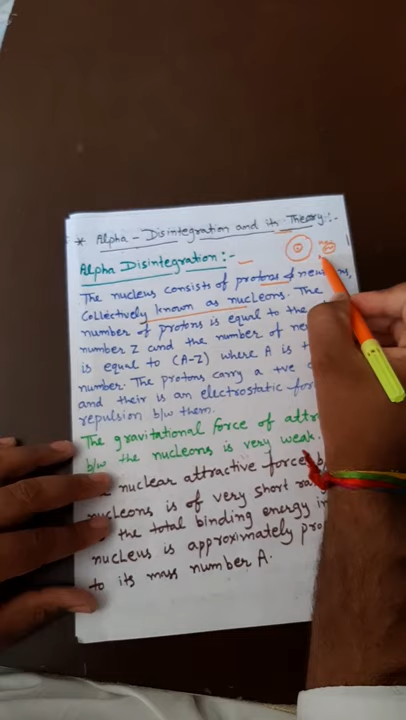 * Alpha - Disintegration and its Theory :-
Alpha Disintegration :-
The nucleus consists of protons &
Collectively known as nucleons. The
number of protons is equal to the
number Z and the number of
is equal to (A-Z) where A is
number. The protons carry a +ve
and their is an electrostatic
repulsion b/w them.
The gravitational force of
b/w the nucleons is very weak.
nuclear attractive force
nucleons is of very short
the total binding energy
nucleus is approximately
to its mass number A.